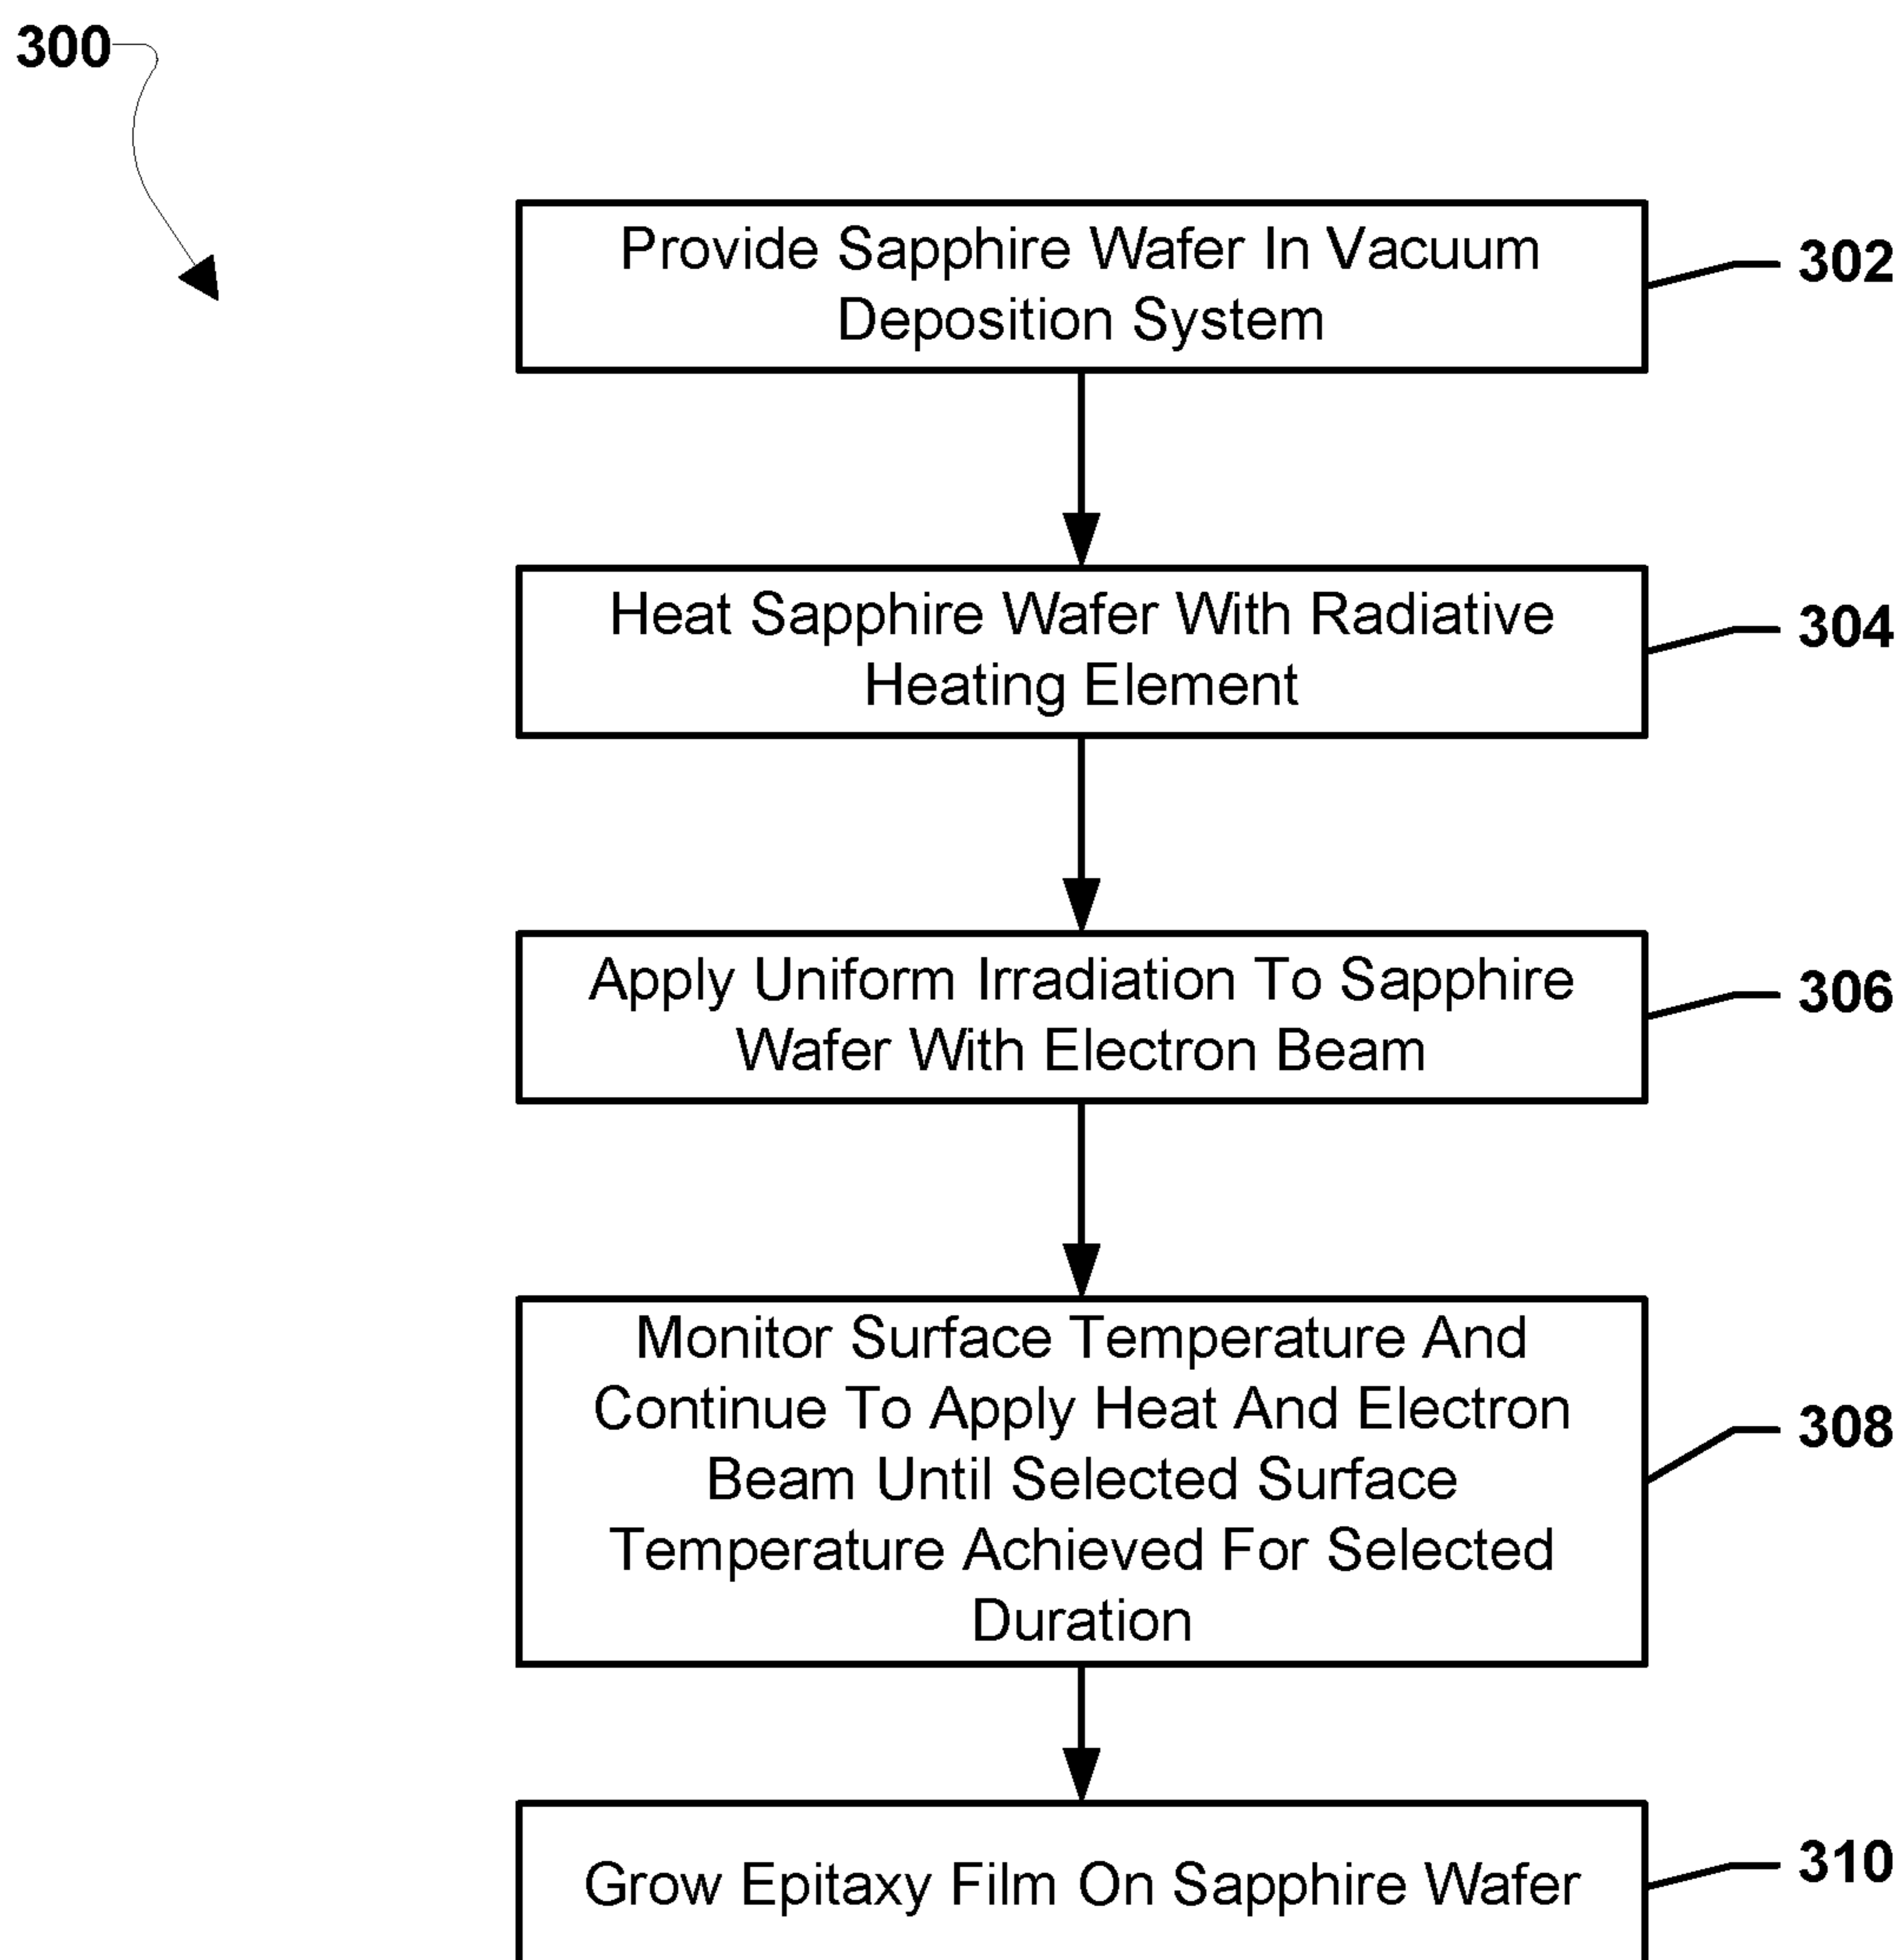 300
Provide Sapphire Wafer In Vacuum
Deposition System
302
Heat Sapphire Wafer With Radiative
Heating Element
304
Apply Uniform Irradiation To Sapphire
Wafer With Electron Beam
306
Monitor Surface Temperature And
Continue To Apply Heat And Electron
Beam Until Selected Surface
Temperature Achieved For Selected
Duration
308
Grow Epitaxy Film On Sapphire Wafer
310